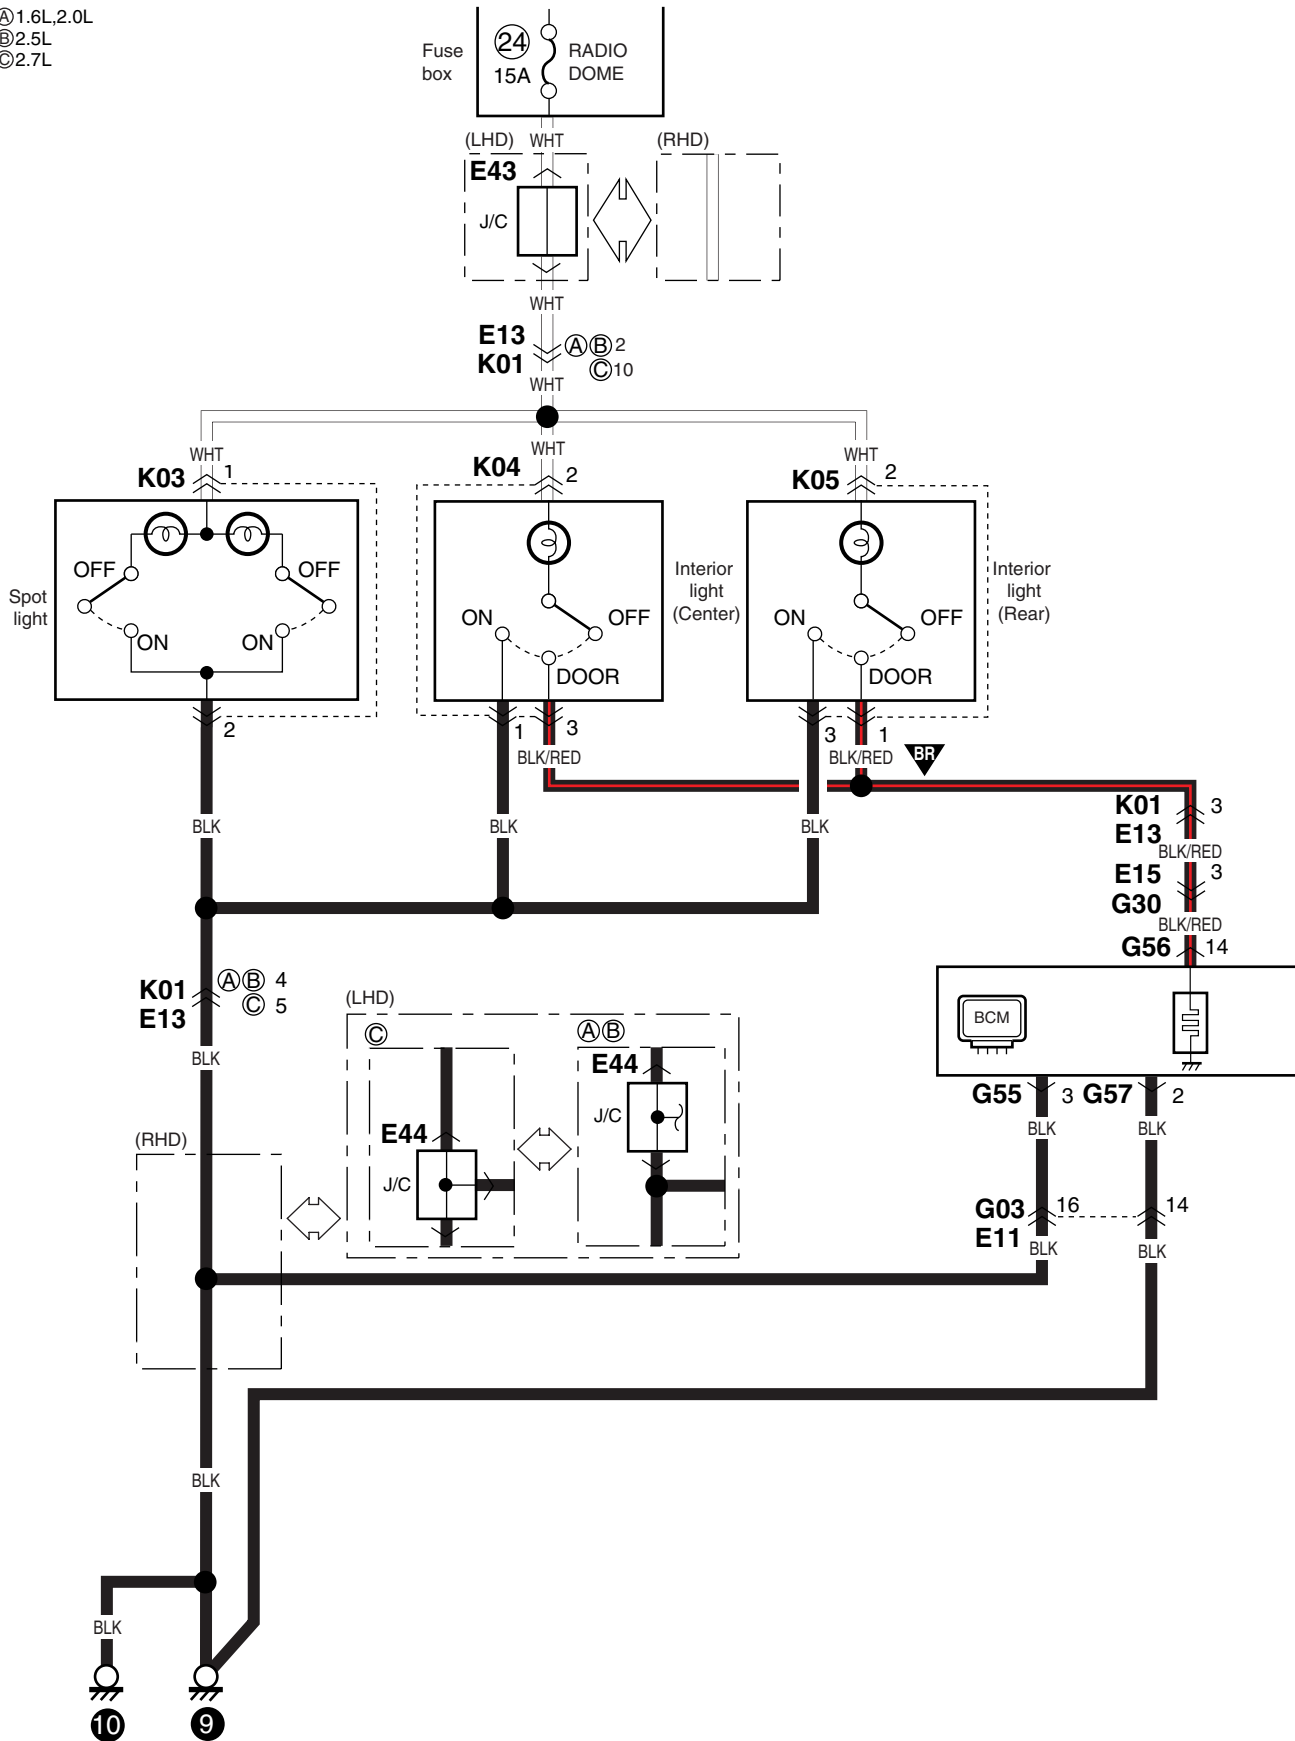 Ⓐ1.6L,2.0L
Ⓑ2.5L
Ⓒ2.7L
Fuse
box
24
15A
RADIO
DOME
(LHD)
WHT
(RHD)
E43
J/C
WHT
E13
K01
ⒶⒷ2
Ⓒ10
WHT
WHT
WHT
WHT
K03
1
K04
2
K05
2
Spot
light
OFF
OFF
ON
ON
Interior
light
(Center)
ON
OFF
DOOR
Interior
light
(Rear)
ON
OFF
DOOR
2
1
3
3
1
BLK/RED
BLK/RED
BR
BLK
BLK
BLK
K01
3
E13
BLK/RED
E15
3
G30
BLK/RED
G56
14
K01
E13
ⒶⒷ 4
Ⓒ 5
BLK
(LHD)
Ⓒ
ⒶⒷ
E44
J/C
E44
J/C
BCM
G55
3
G57
2
BLK
BLK
(RHD)
G03
16
14
E11
BLK
BLK
BLK
BLK
10
9